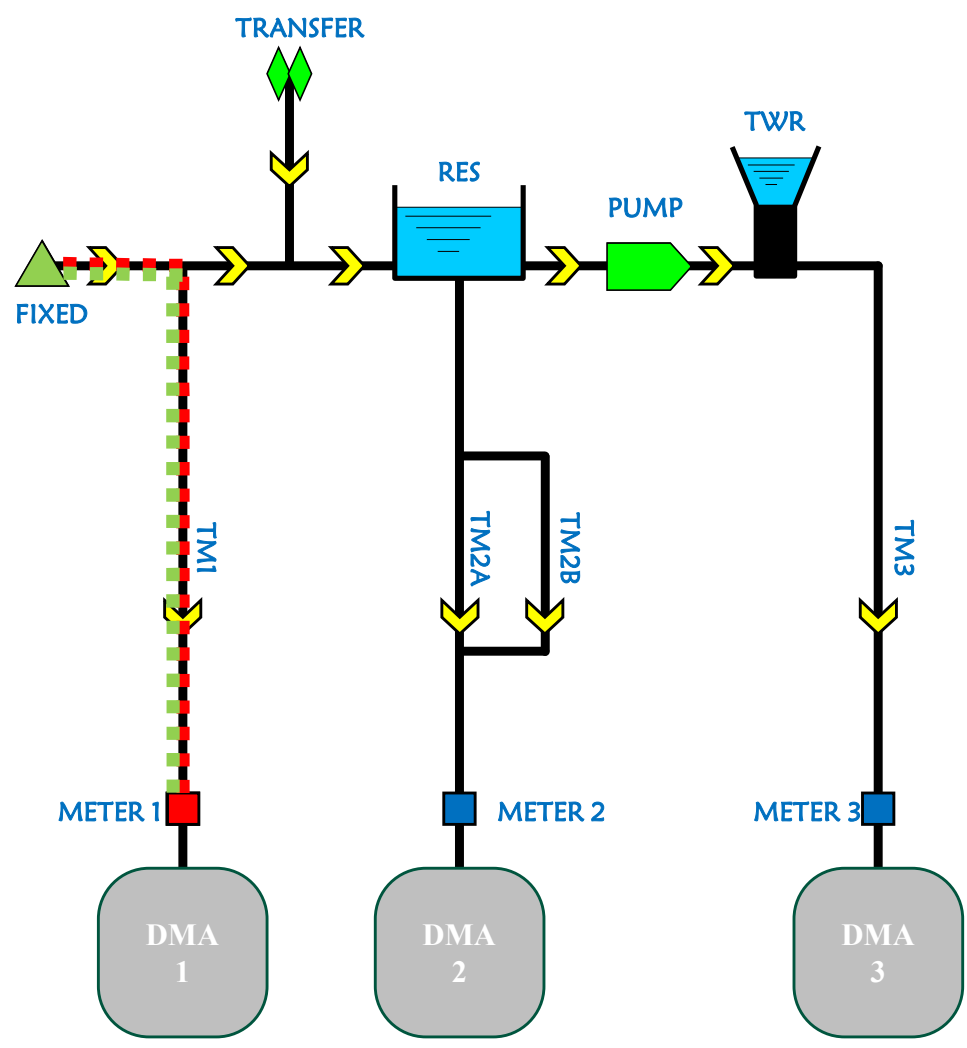 TRANSFER
TWR
RES
PUMP
FIXED
TM1
TM2A
TM2B
TM3
METER 1
METER 2
METER 3
DMA
1
DMA
2
DMA
3